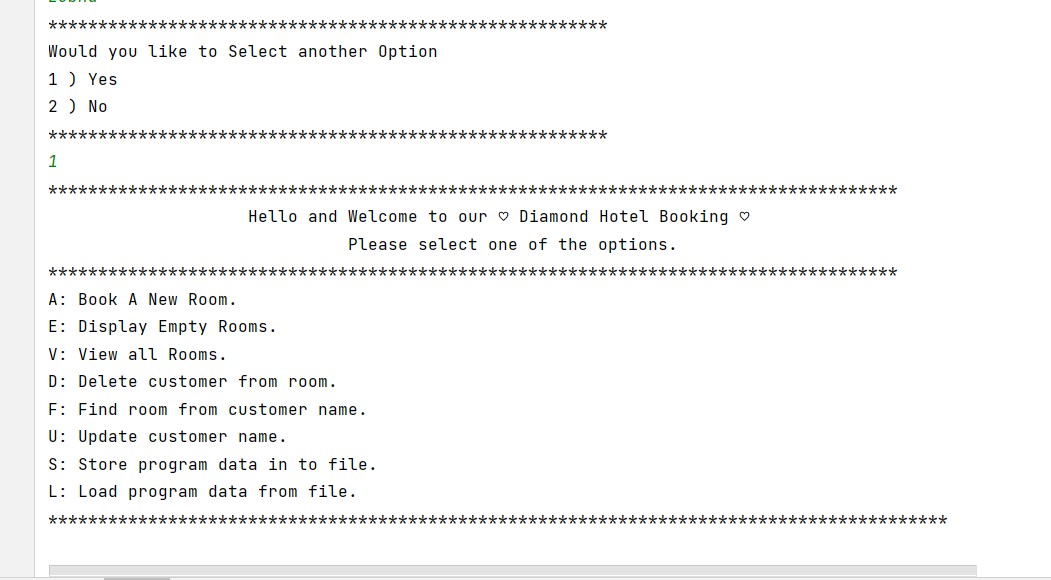 ********************************************************
Would you like to Select another Option
1 ) Yes
2 ) No
********************************************************
1
*************************************************************************************
Hello and Welcome to our ♡ Diamond Hotel Booking ♡
Please select one of the options.
*************************************************************************************
A: Book A New Room.
E: Display Empty Rooms.
V: View all Rooms.
D: Delete customer from room.
F: Find room from customer name.
U: Update customer name.
S: Store program data in to file.
L: Load program data from file.
******************************************************************************************